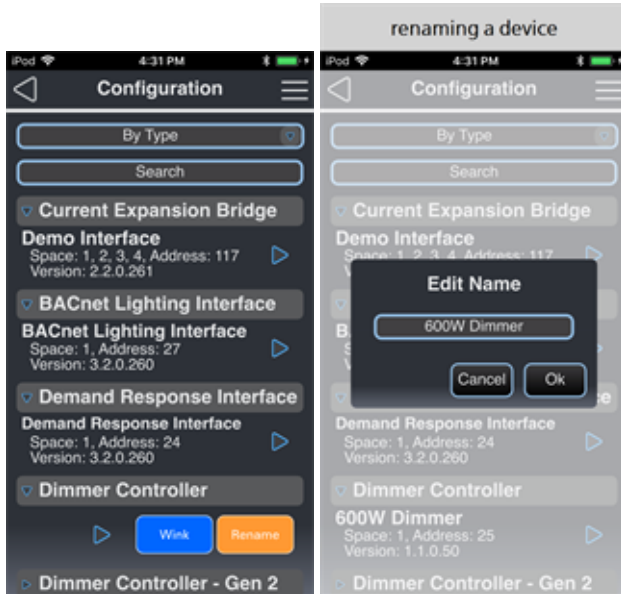 iPod 4:31 PM
Configuration
By Type
Search
Current Expansion Bridge
Demo Interface
Space: 1, 2, 3, 4, Address: 117
Version: 2.2.0.261
BACnet Lighting Interface
BACnet Lighting Interface
Space: 1, Address: 27
Version: 3.2.0.260
Demand Response Interface
Demand Response Interface
Space: 1, Address: 24
Version: 3.2.0.260
Dimmer Controller
Wink Rename
Dimmer Controller - Gen 2
renaming a device
iPod 4:31 PM
Configuration
By Type
Search
Current Expansion Bridge
Demo Interface
Space: 1, 2, 3, 4, Address: 117
Edit Name
600W Dimmer
Cancel Ok
Demand Response Interface
Space: 1, Address: 24
Version: 3.2.0.260
Dimmer Controller
600W Dimmer
Space: 1, Address: 25
Version: 1.1.0.50
Dimmer Controller - Gen 2